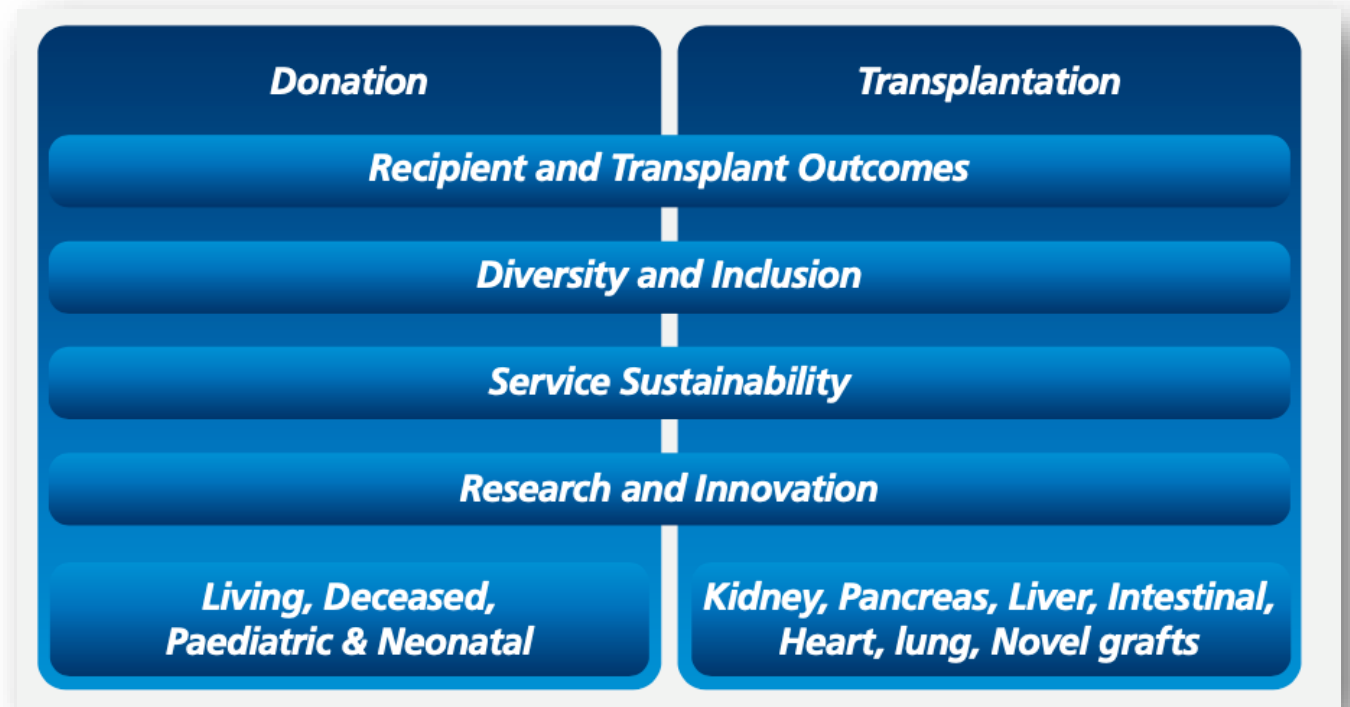 Donation
Transplantation
Recipient and Transplant Outcomes
Diversity and Inclusion
Service Sustainability
Research and Innovation
Living, Deceased,
Paediatric & Neonatal
Kidney, Pancreas, Liver, Intestinal,
Heart, lung, Novel grafts